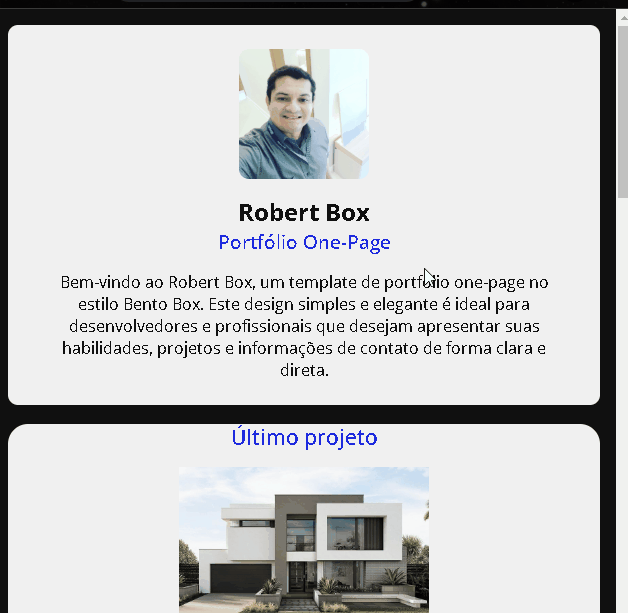 Robert Box
Portfólio One-Page
Bem-vindo ao Robert Box, um template de portfólio one-page no
estilo Bento Box. Este design simples e elegante é ideal para
desenvolvedores e profissionais que desejam apresentar suas
habilidades, projetos e informações de contato de forma clara e
direta.
Último projeto